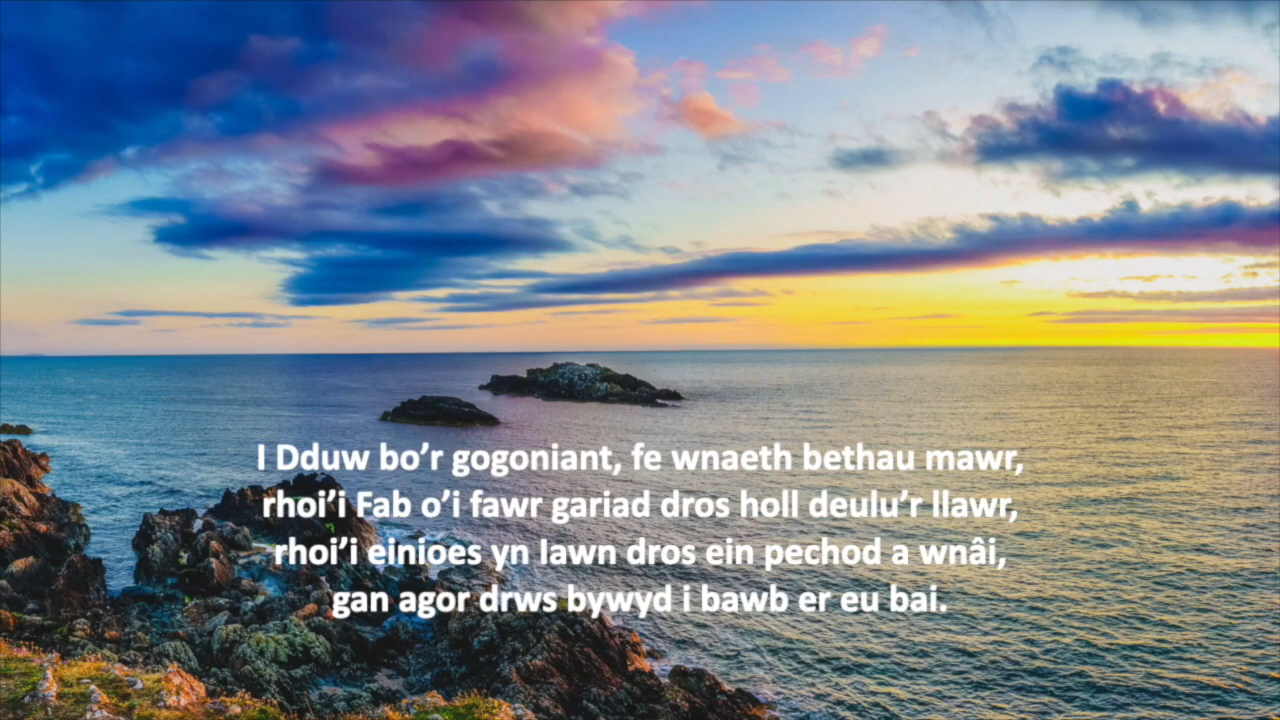 I Dduw bo’r gogoniant, fe wnaeth bethau mawr,
rhoi’i Fab o’i fawr gariad dros holl deulu’r llawr,
rhoi’i einioes yn Iawn dros ein pechod a wnâi,
gan agor drws bywyd i bawb er eu bai.